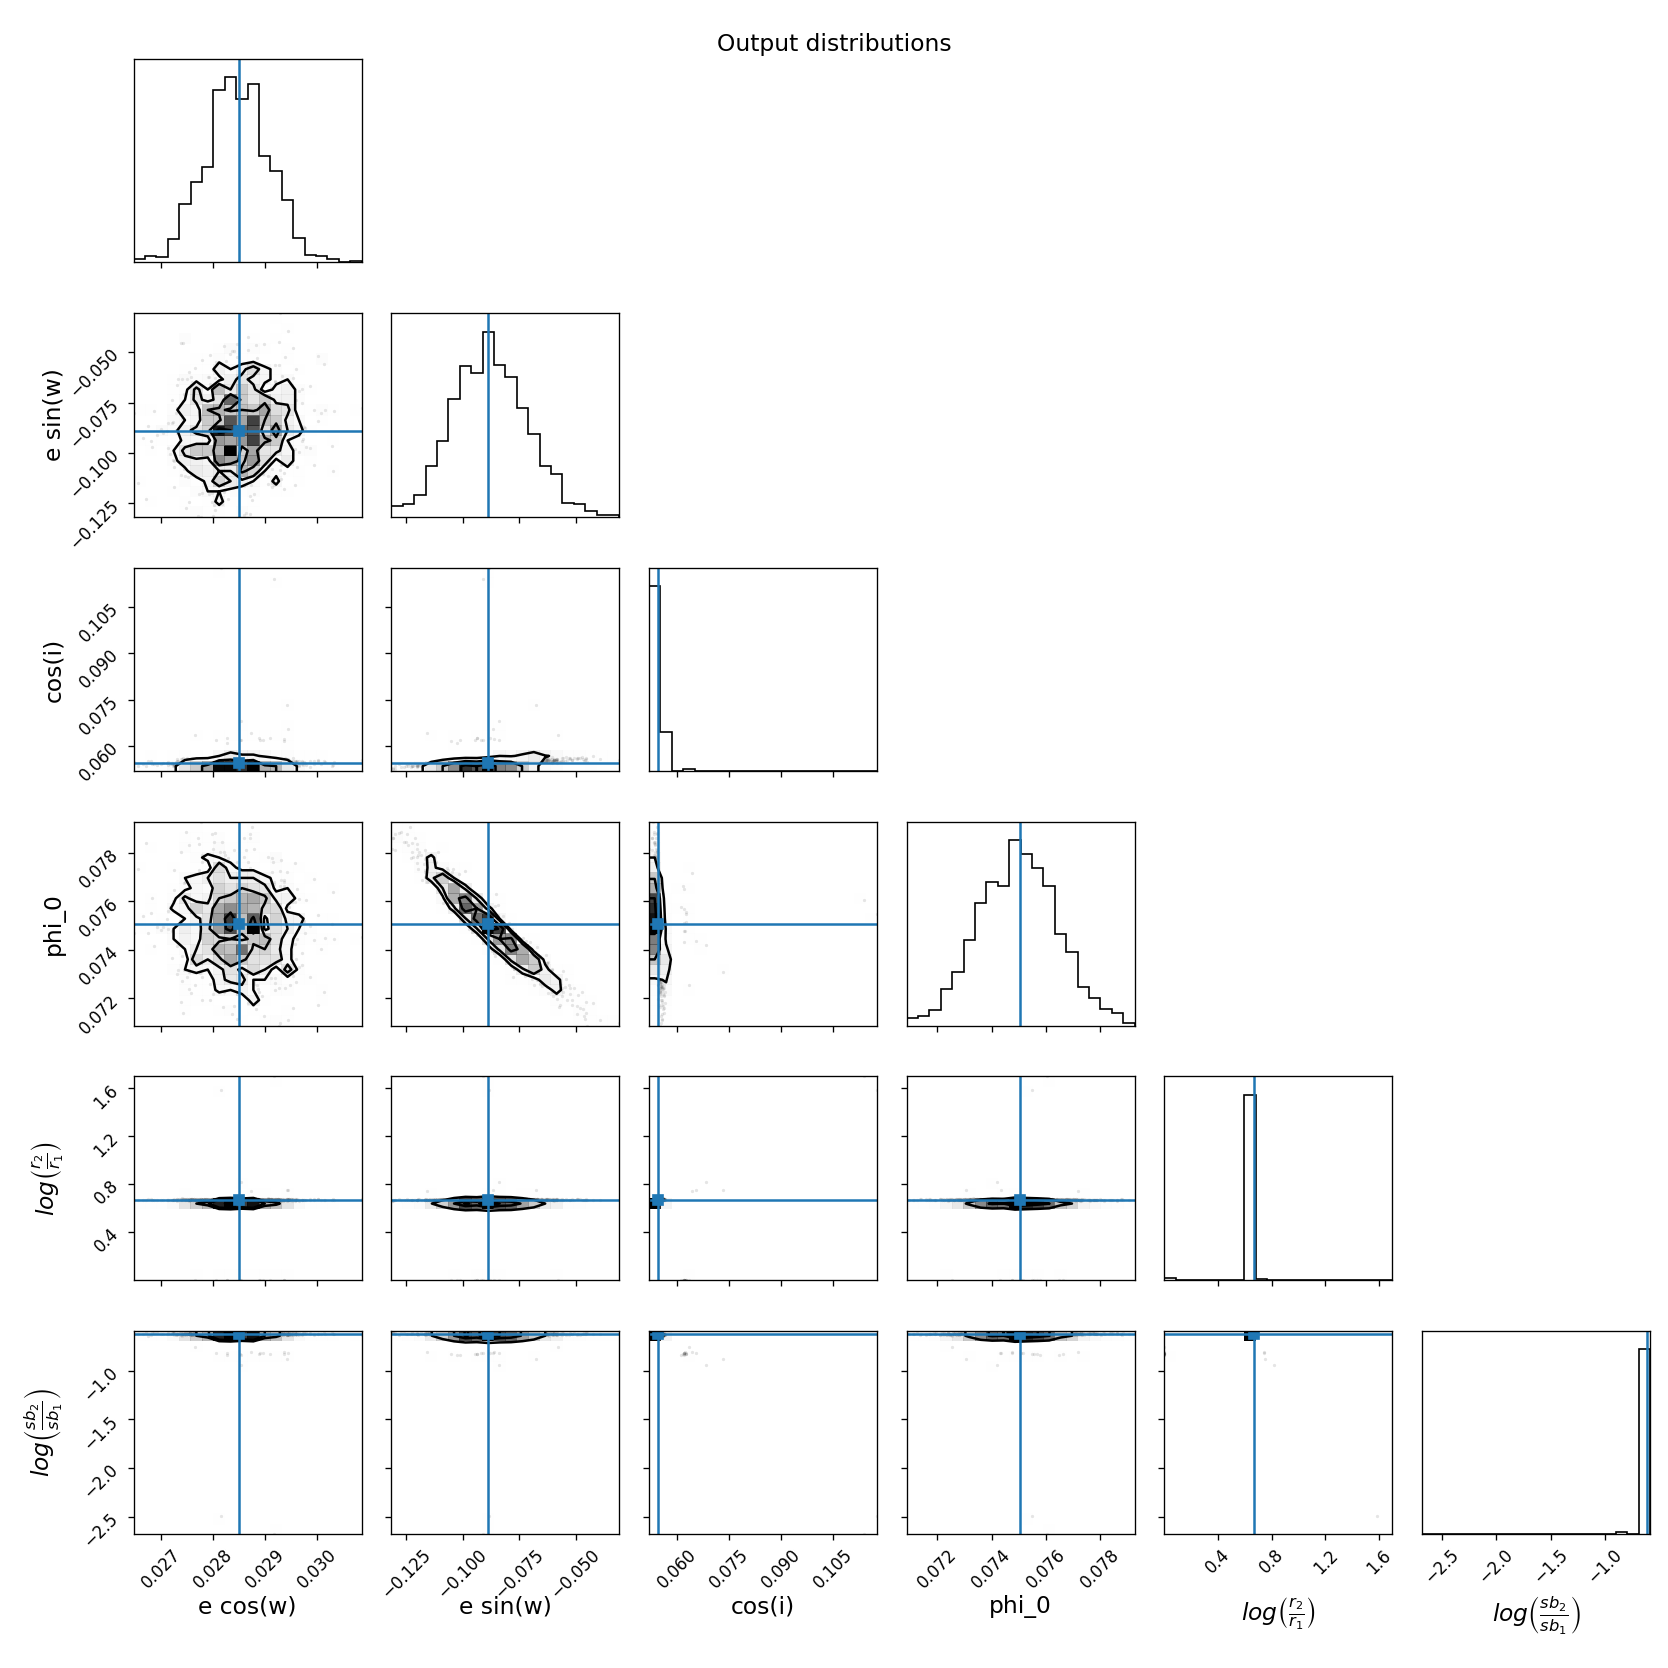 Output distributions
e sin(w)
−0.050
−0.075
−0.100
−0.125
cos(i)
0.105
0.090
0.075
0.060
phi_0
0.078
0.076
0.074
0.072
log(r₂/r₁)
1.6
1.2
0.8
0.4
log(sb₂/sb₁)
−1.0
−1.5
−2.0
−2.5
0.027 0.028 0.029 0.030
−0.125 −0.100 −0.075 −0.050
0.060 0.075 0.090 0.105
0.072 0.074 0.076 0.078
0.4 0.8 1.2 1.6
−2.5 −2.0 −1.5 −1.0
e cos(w)
e sin(w)
cos(i)
phi_0
log(r₂/r₁)
log(sb₂/sb₁)